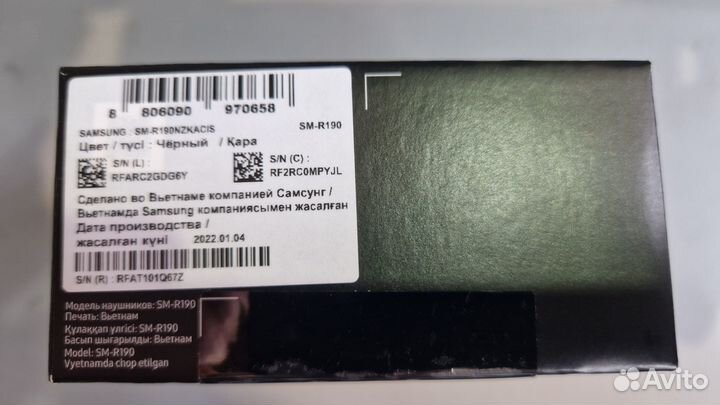 8 806090 970658
SAMSUNG : SM-R190NZKACIS SM-R190
Цвет / түсі : Чёрный / Қара
S/N (L) : S/N (C) :
RFARC2GDG6Y RF2RC0MPYJL
Сделано во Вьетнаме компанией Самсунг /
Вьетнамда Samsung компаниясымен жасалған
Дата производства /
жасалған күні 2022.01.04
S/N (R) : RFAT101Q67Z
Модель наушников: SM-R190
Печать: Вьетнам
Құлаққап үлгісі: SM-R190
Басып шығарылды: Вьетнам
Model: SM-R190
Vyetnamda chop etilgan
Avito